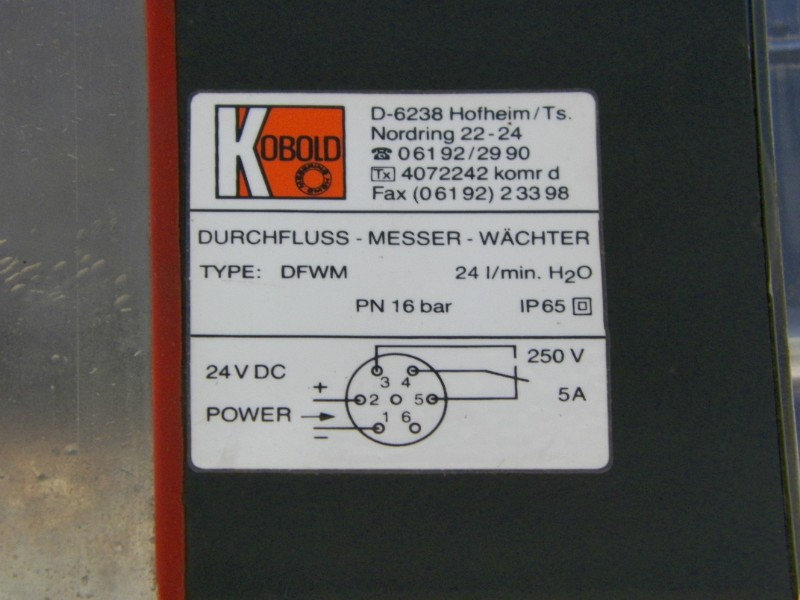 KOBOLD
D-6238 Hofheim/Ts.
Nordring 22-24
☎ 06192/2990
Tx 4072242 komr d
Fax (06192) 23398
DURCHFLUSS - MESSER - WÄCHTER
TYPE: DFWM 24 l/min. H₂O
PN 16 bar IP65
24 V DC
250 V
5A
+
POWER
−
3 4
2 5
1 6